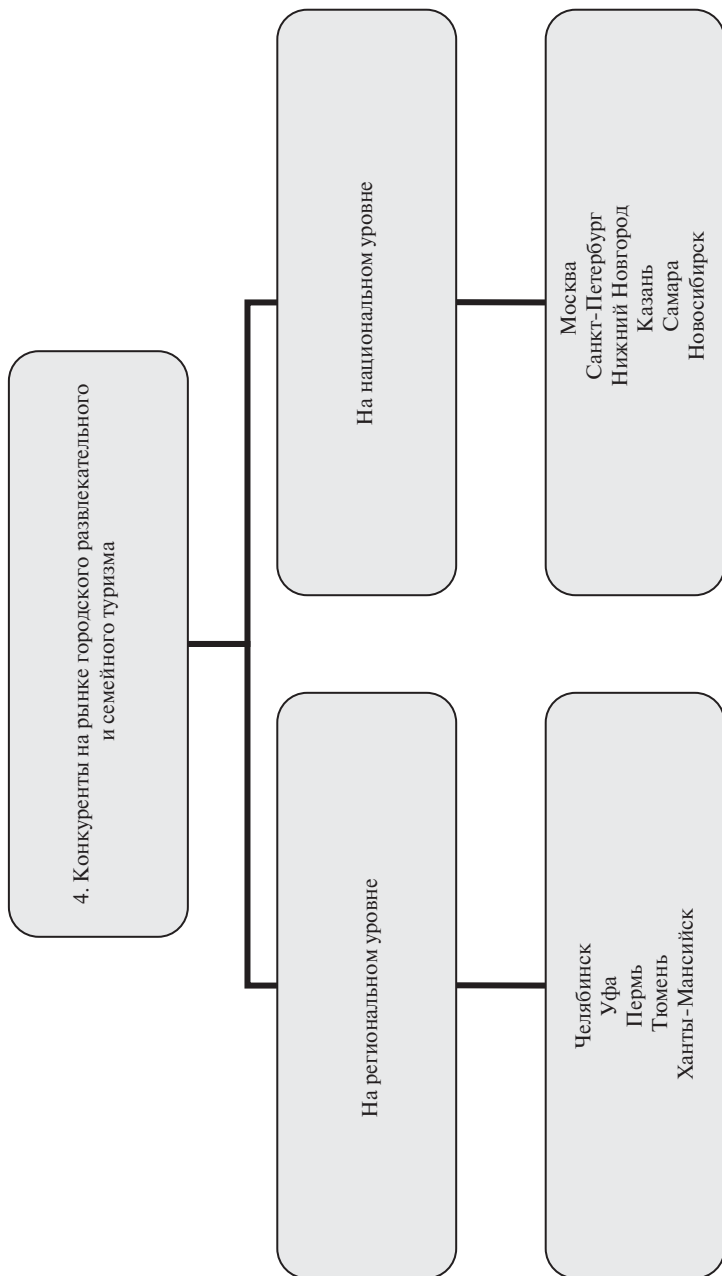 4. Конкуренты на рынке городского развлекательного
и семейного туризма
На региональном уровне
На национальном уровне
Челябинск
Уфа
Пермь
Тюмень
Ханты-Мансийск
Москва
Санкт-Петербург
Нижний Новгород
Казань
Самара
Новосибирск